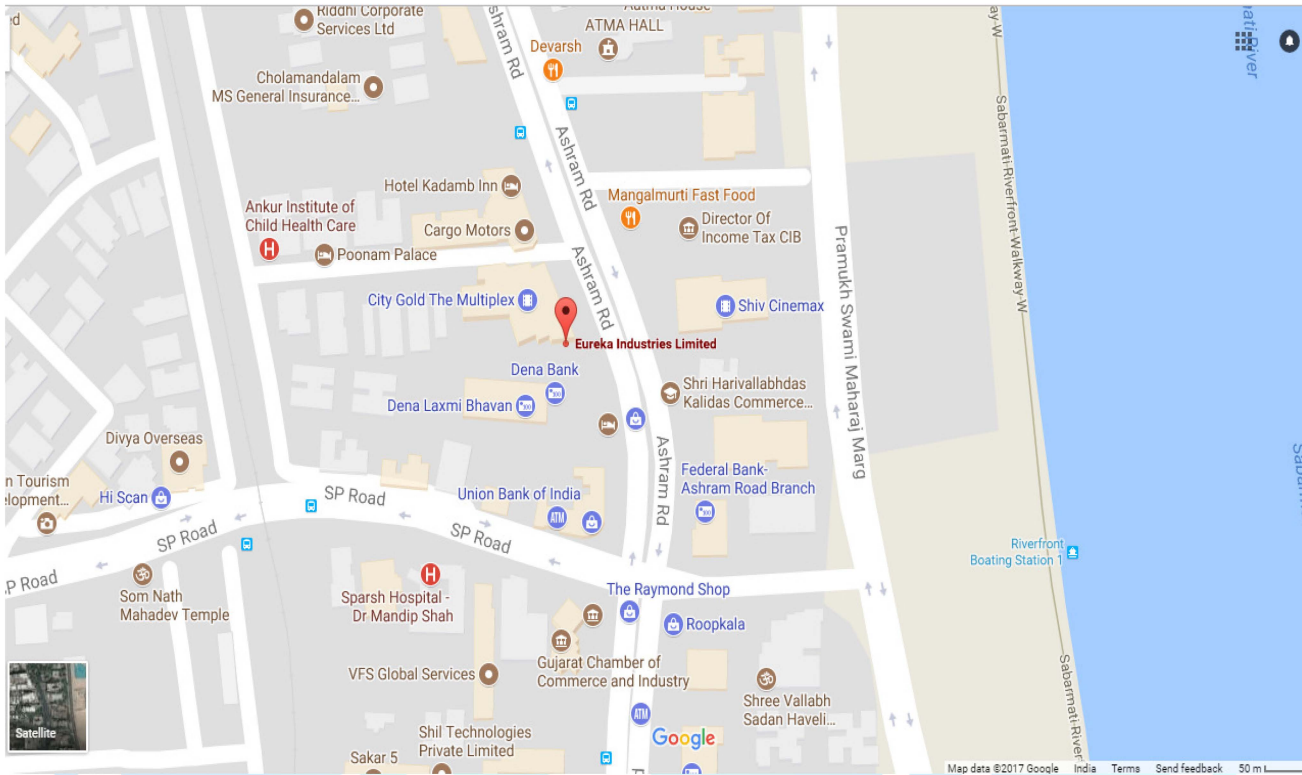 Riddhi Corporate
Services Ltd
ATMA HALL
Devarsh
Cholamandalam
MS General Insurance...
Ashram Rd
Ashram Rd
Hotel Kadamb Inn
Mangalmurti Fast Food
Ankur Institute of
Child Health Care
Cargo Motors
Director Of
Income Tax CIB
Poonam Palace
Ashram Rd
Pramukh Swami Maharaj Marg
Sabarmati Riverfront Walkway W
City Gold The Multiplex
Shiv Cinemax
Eureka Industries Limited
Dena Bank
Shri Harivallabhdas
Kalidas Commerce...
Dena Laxmi Bhavan
Divya Overseas
Ashram Rd
Federal Bank-
Ashram Road Branch
n Tourism
elopment...
Hi Scan
SP Road
Union Bank of India
ATM
SP Road
SP Road
Riverfront
Boating Station 1
SP Road
The Raymond Shop
Som Nath
Mahadev Temple
Sparsh Hospital -
Dr Mandip Shah
Roopkala
Gujarat Chamber of
Commerce and Industry
VFS Global Services
Shree Vallabh
Sadan Haveli...
Sabarmati River
ATM
Satellite
Shil Technologies
Private Limited
Google
Sakar 5
Map data ©2017 Google India Terms Send feedback 50 m